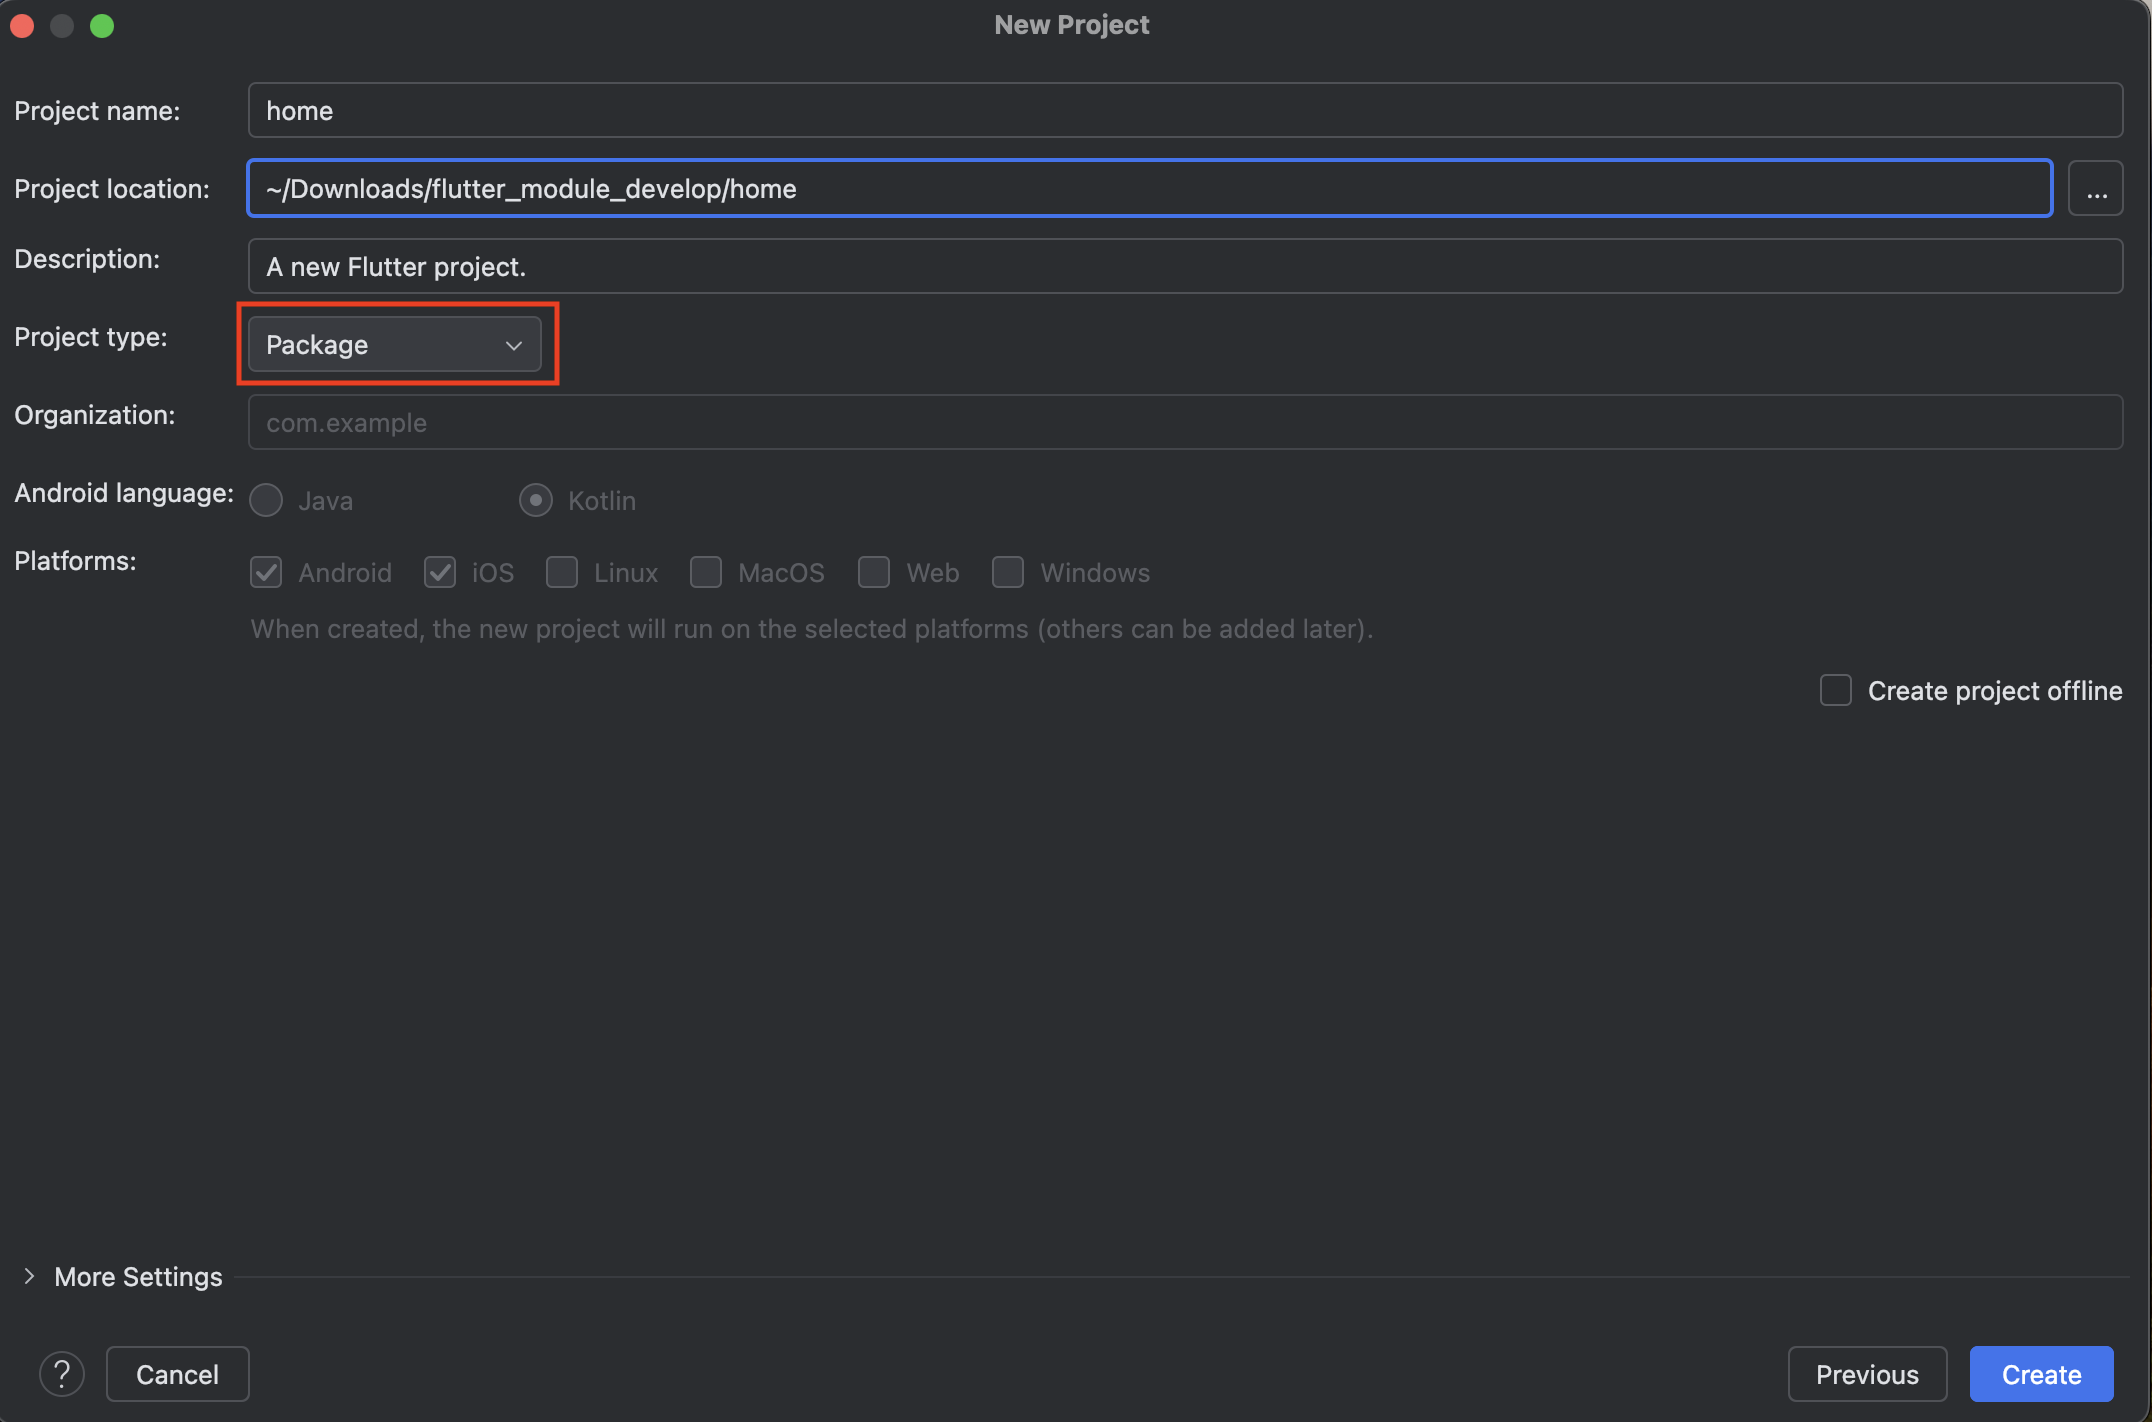 New Project
Project name: home
Project location: ~/Downloads/flutter_module_develop/home ...
Description: A new Flutter project.
Project type: Package
Organization: com.example
Android language: Java Kotlin
Platforms: Android iOS Linux MacOS Web Windows
When created, the new project will run on the selected platforms (others can be added later).
Create project offline
More Settings
? Cancel Previous Create